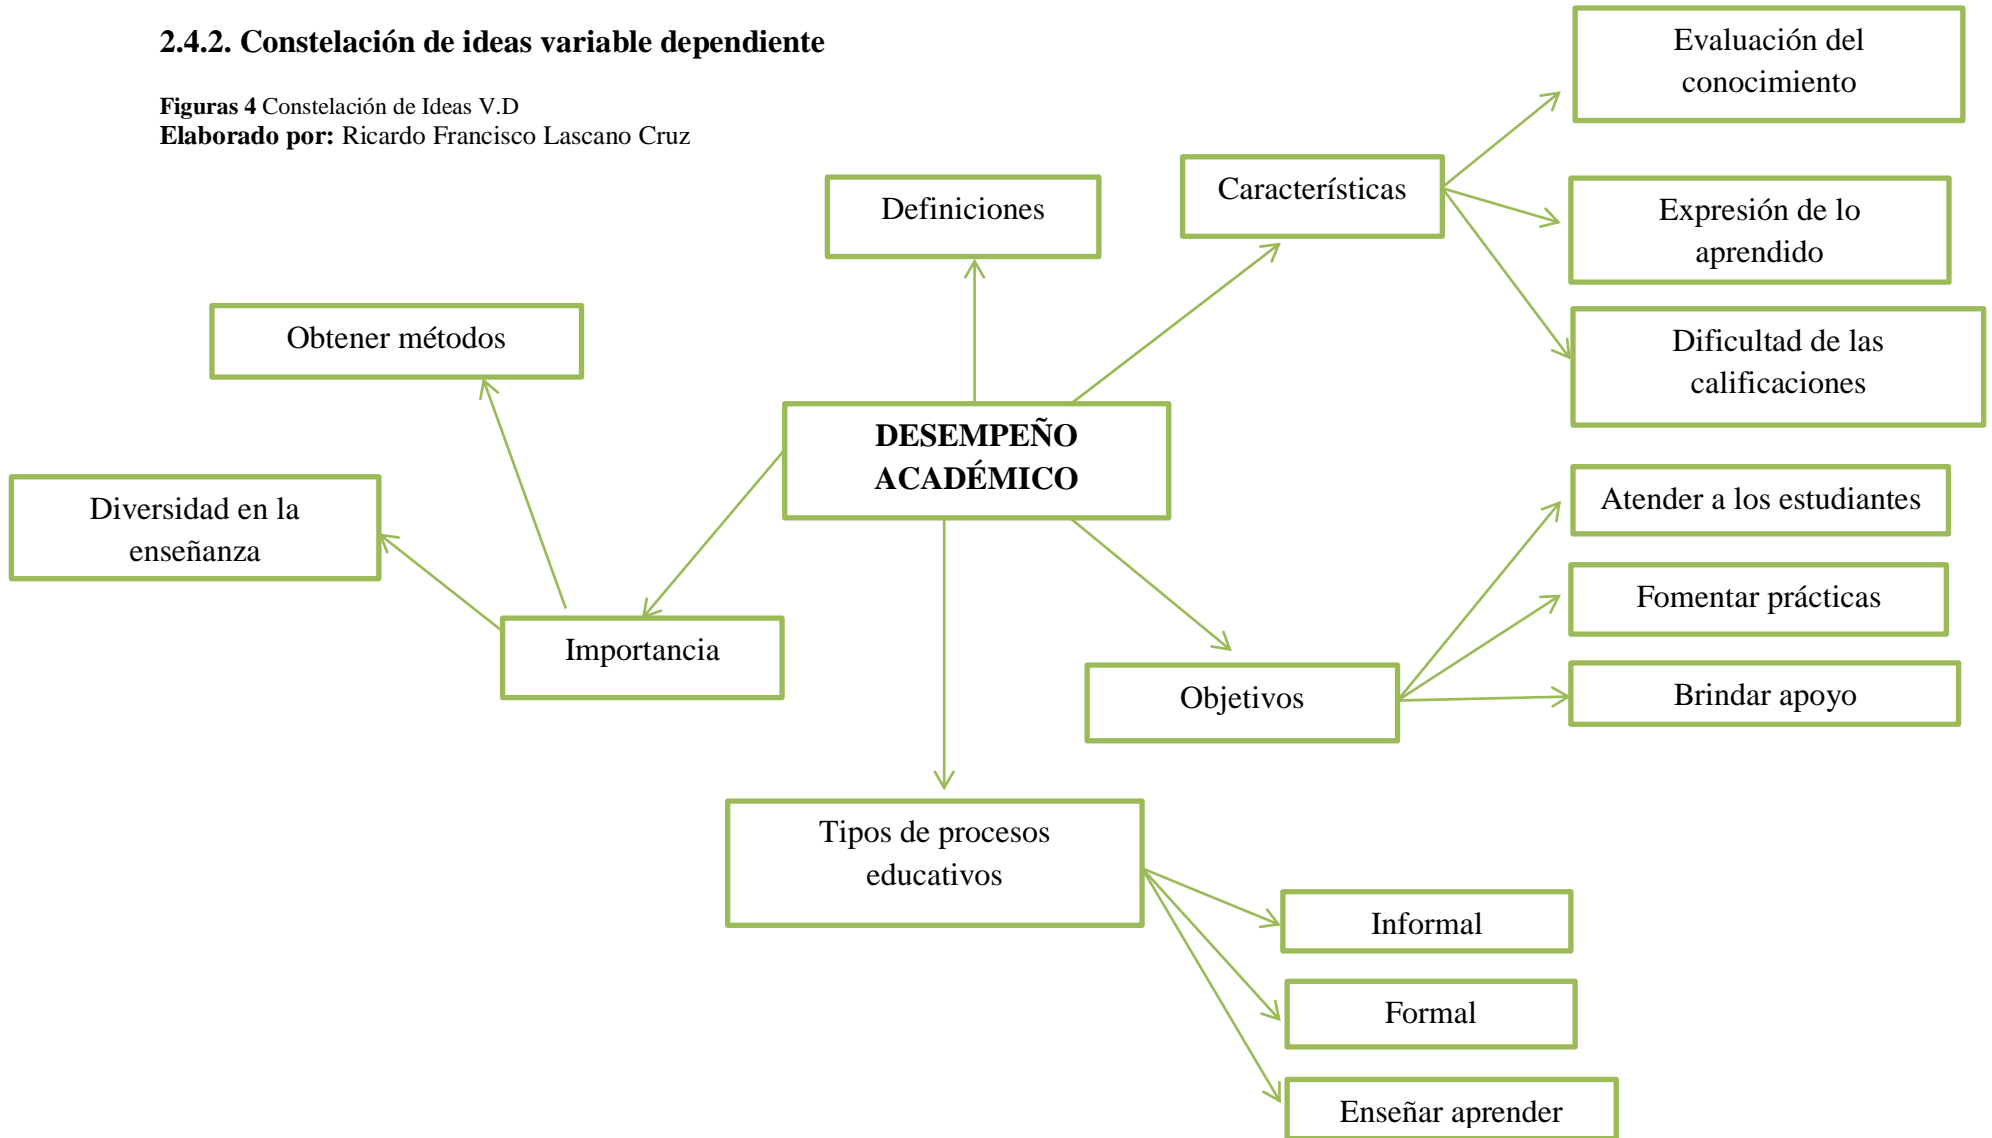 2.4.2. Constelación de ideas variable dependiente
Figuras 4 Constelación de Ideas V.D
Elaborado por: Ricardo Francisco Lascano Cruz
Evaluación del
conocimiento
Características
Definiciones
Expresión de lo
aprendido
Obtener métodos
Dificultad de las
calificaciones
DESEMPEÑO
ACADÉMICO
Diversidad en la
enseñanza
Atender a los estudiantes
Fomentar prácticas
Importancia
Objetivos
Brindar apoyo
Tipos de procesos
educativos
Informal
Formal
Enseñar aprender